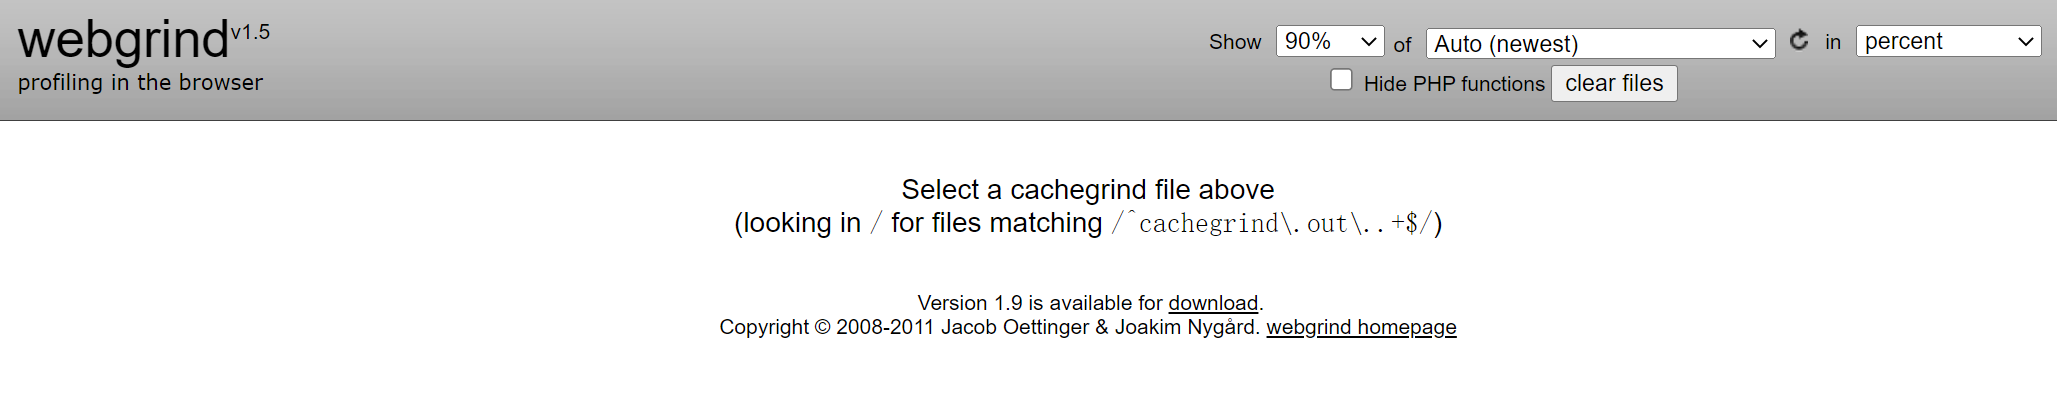 webgrind v1.5
profiling in the browser
Show 90% of Auto (newest) in percent
Hide PHP functions clear files
Select a cachegrind file above
(looking in / for files matching /^cachegrind\.out\..+$/)
Version 1.9 is available for download.
Copyright © 2008-2011 Jacob Oettinger & Joakim Nygård. webgrind homepage